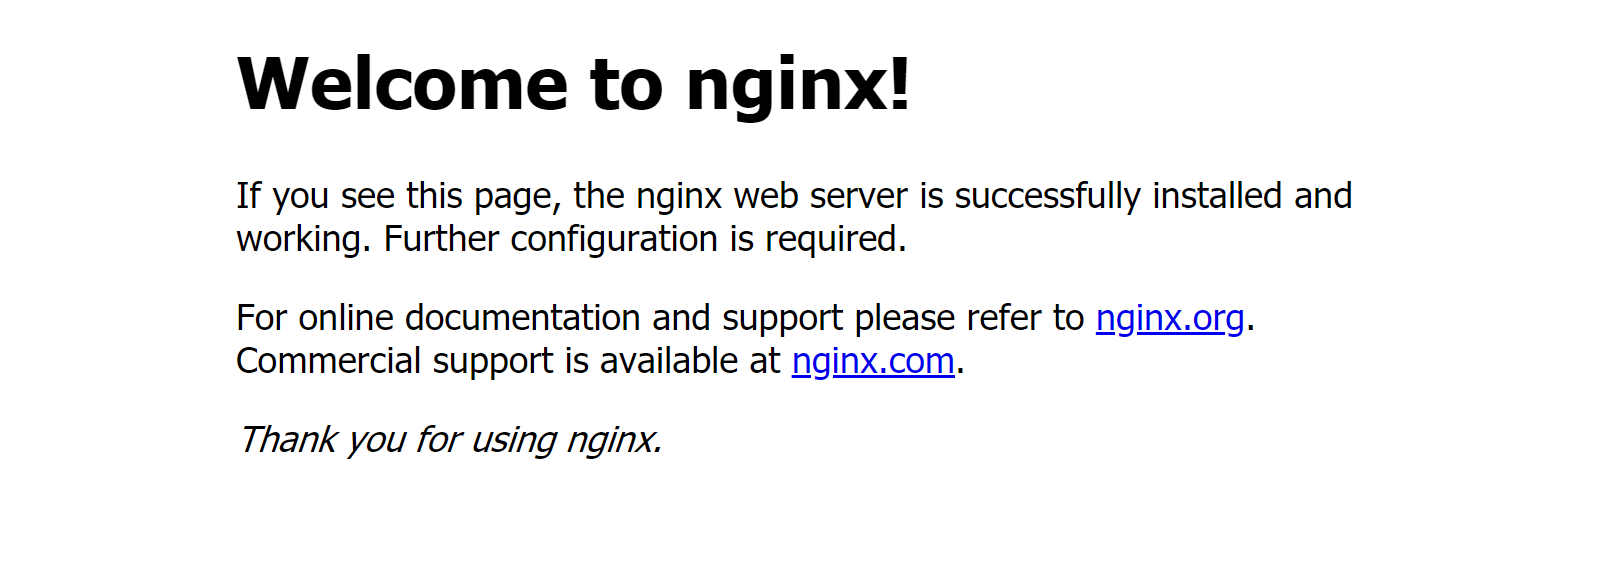 Welcome to nginx!
If you see this page, the nginx web server is successfully installed and
working. Further configuration is required.
For online documentation and support please refer to nginx.org.
Commercial support is available at nginx.com.
Thank you for using nginx.